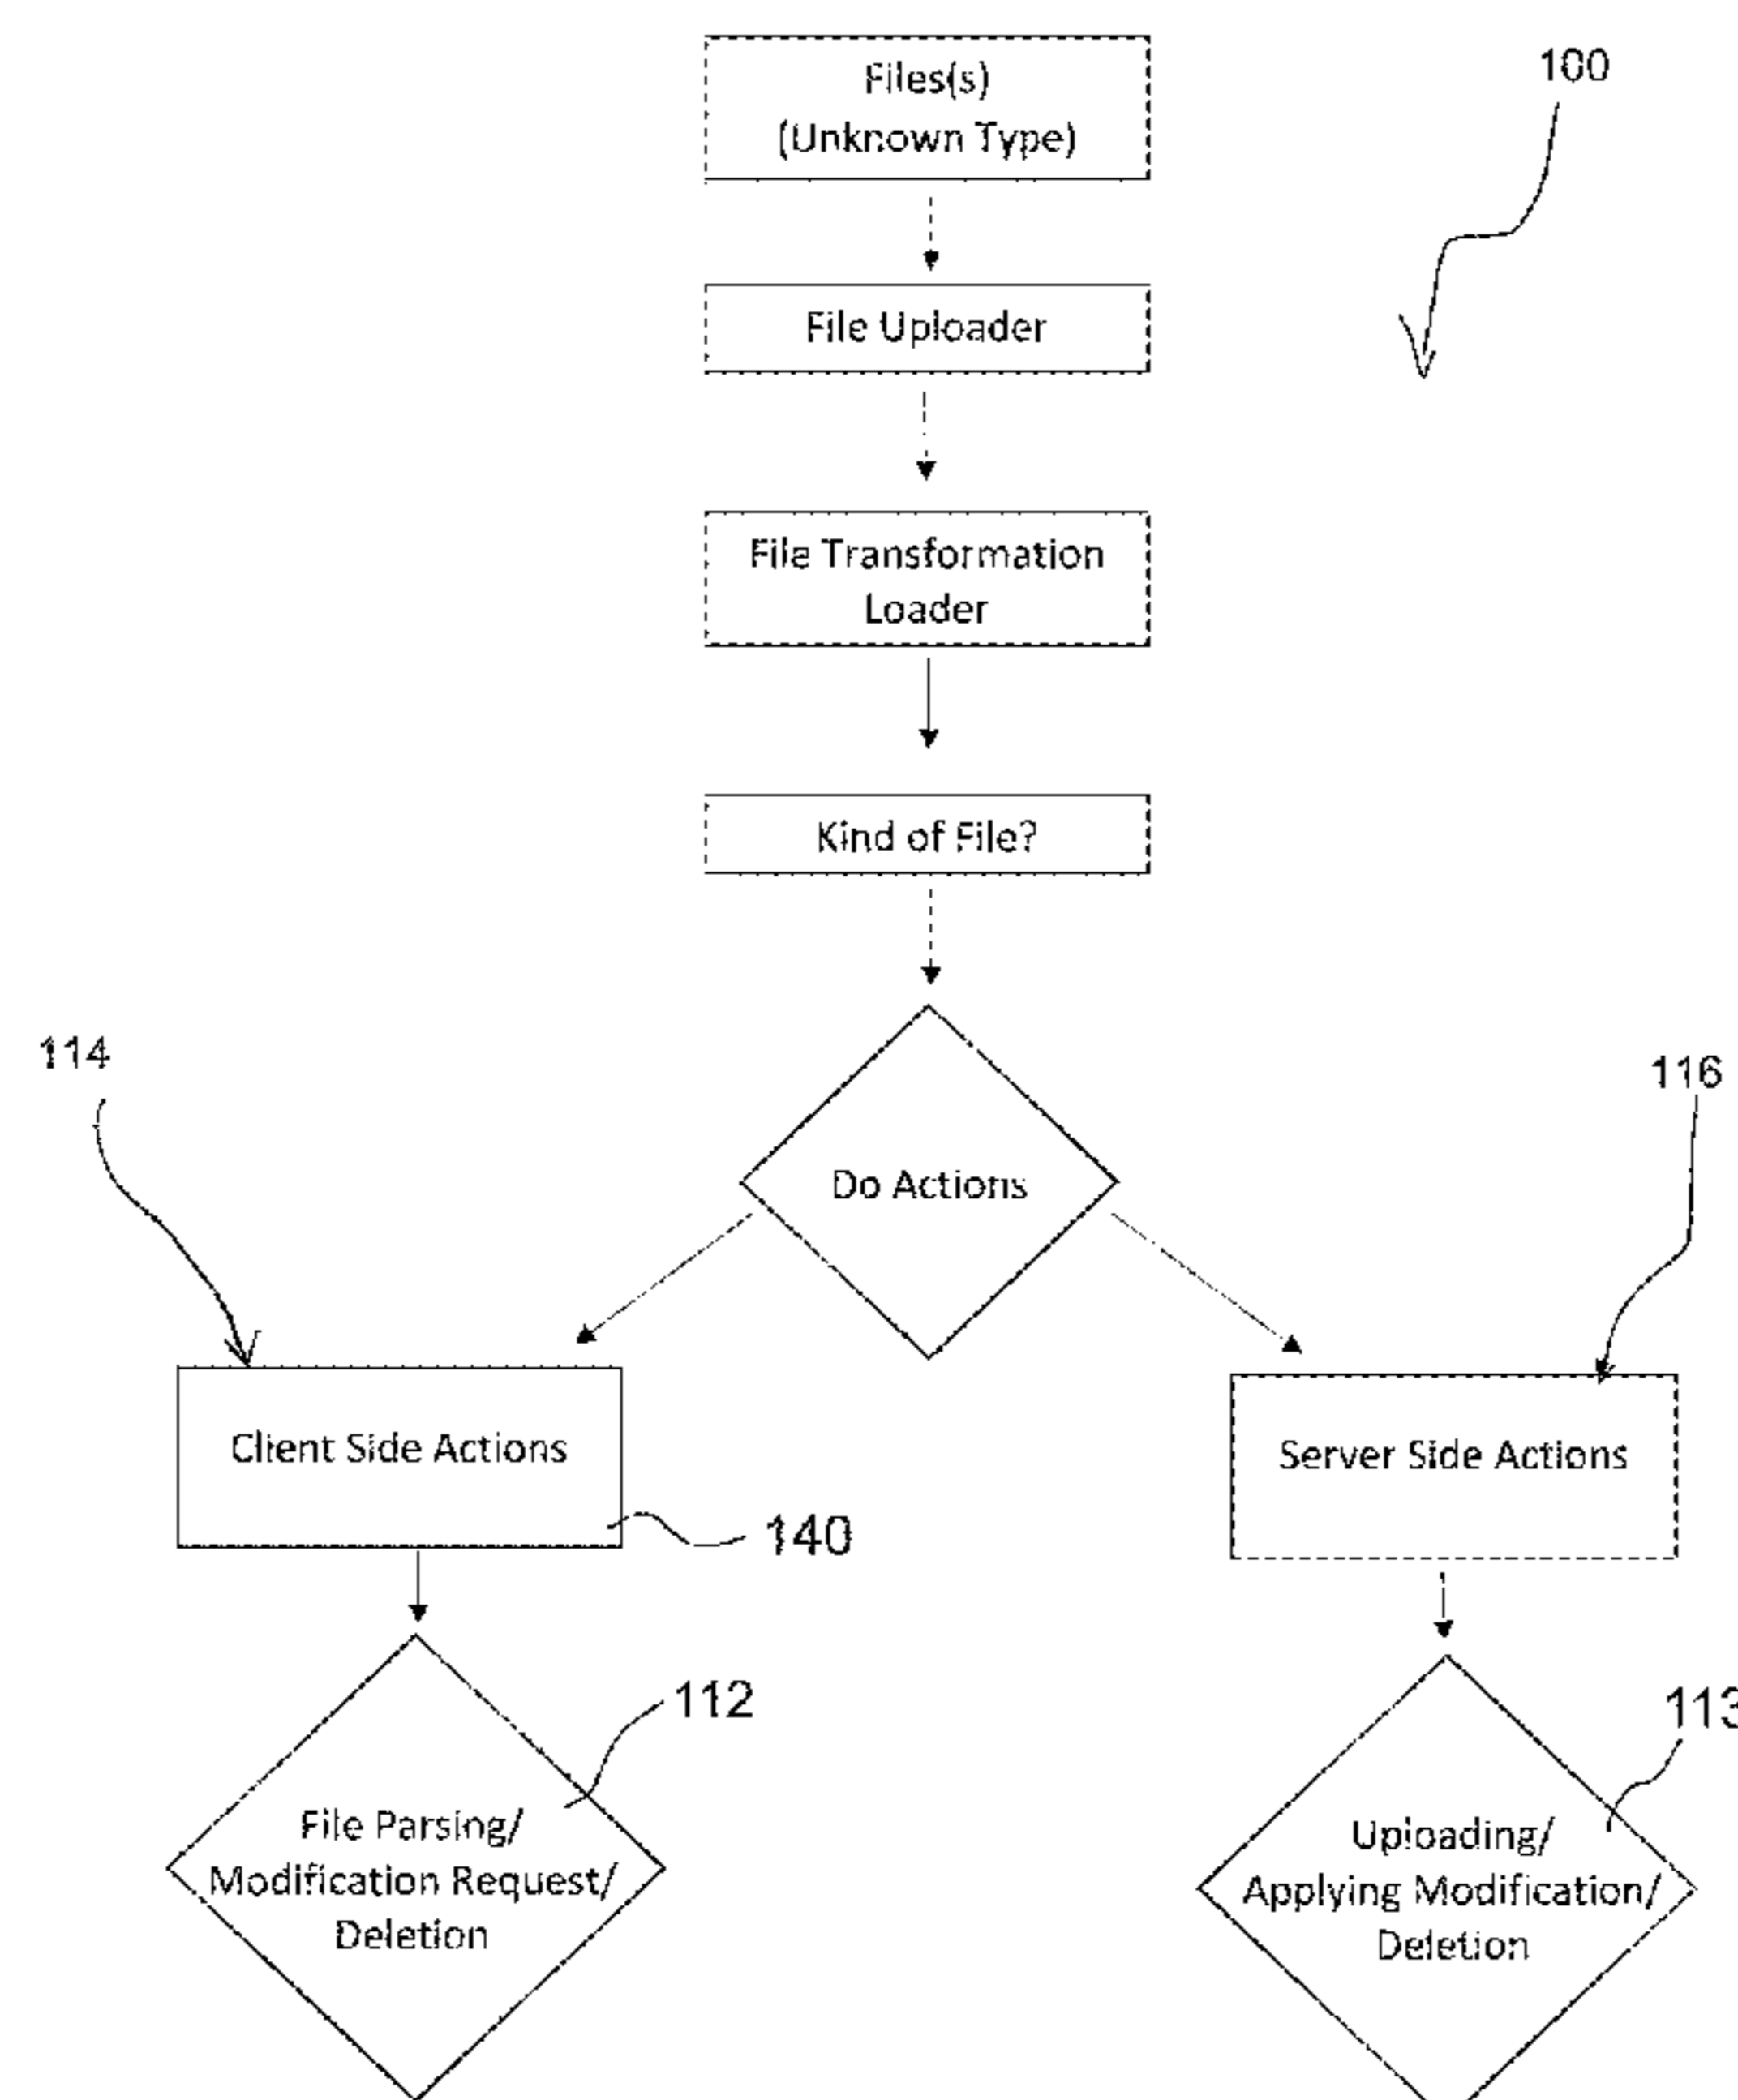 Files(s)
(Unknown Type)
100
File Uploader
File Transformation
Loader
Kind of File?
114
116
Do Actions
Client Side Actions
Server Side Actions
140
112
113
File Parsing/
Modification Request/
Deletion
Uploading/
Applying Modification/
Deletion